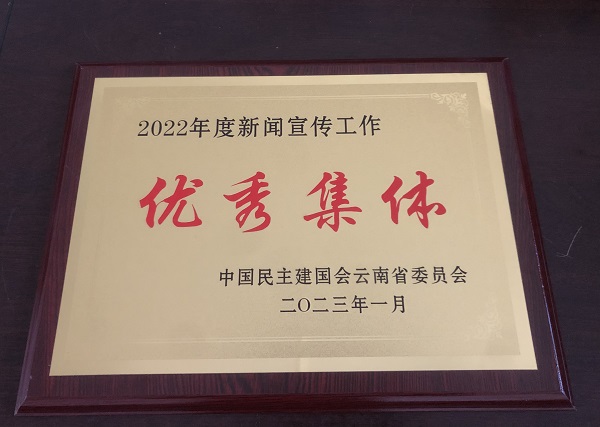 2022年度新闻宣传工作
优秀集体
中国民主建国会云南省委员会
二〇二三年一月